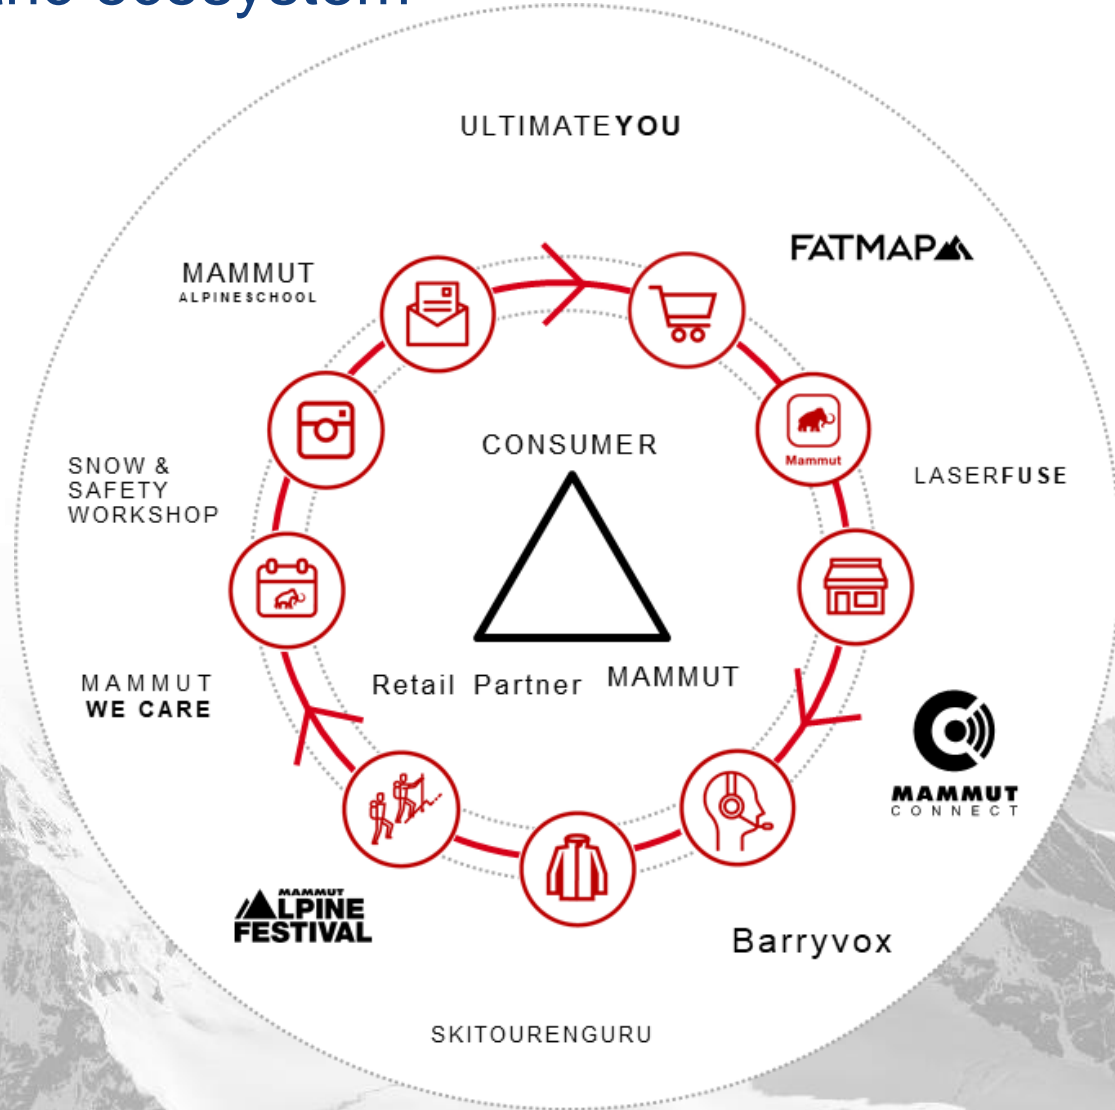 ecosystem
ULTIMATEYOU
FATMAP
MAMMUT
ALPINESCHOOL
CONSUMER
Mammut
SNOW &
SAFETY
WORKSHOP
LASERFUSE
MAMMUT
WE CARE
Retail Partner
MAMMUT
MAMMUT
CONNECT
MAMMUT
ALPINE
FESTIVAL
Barryvox
SKITOURENGURU